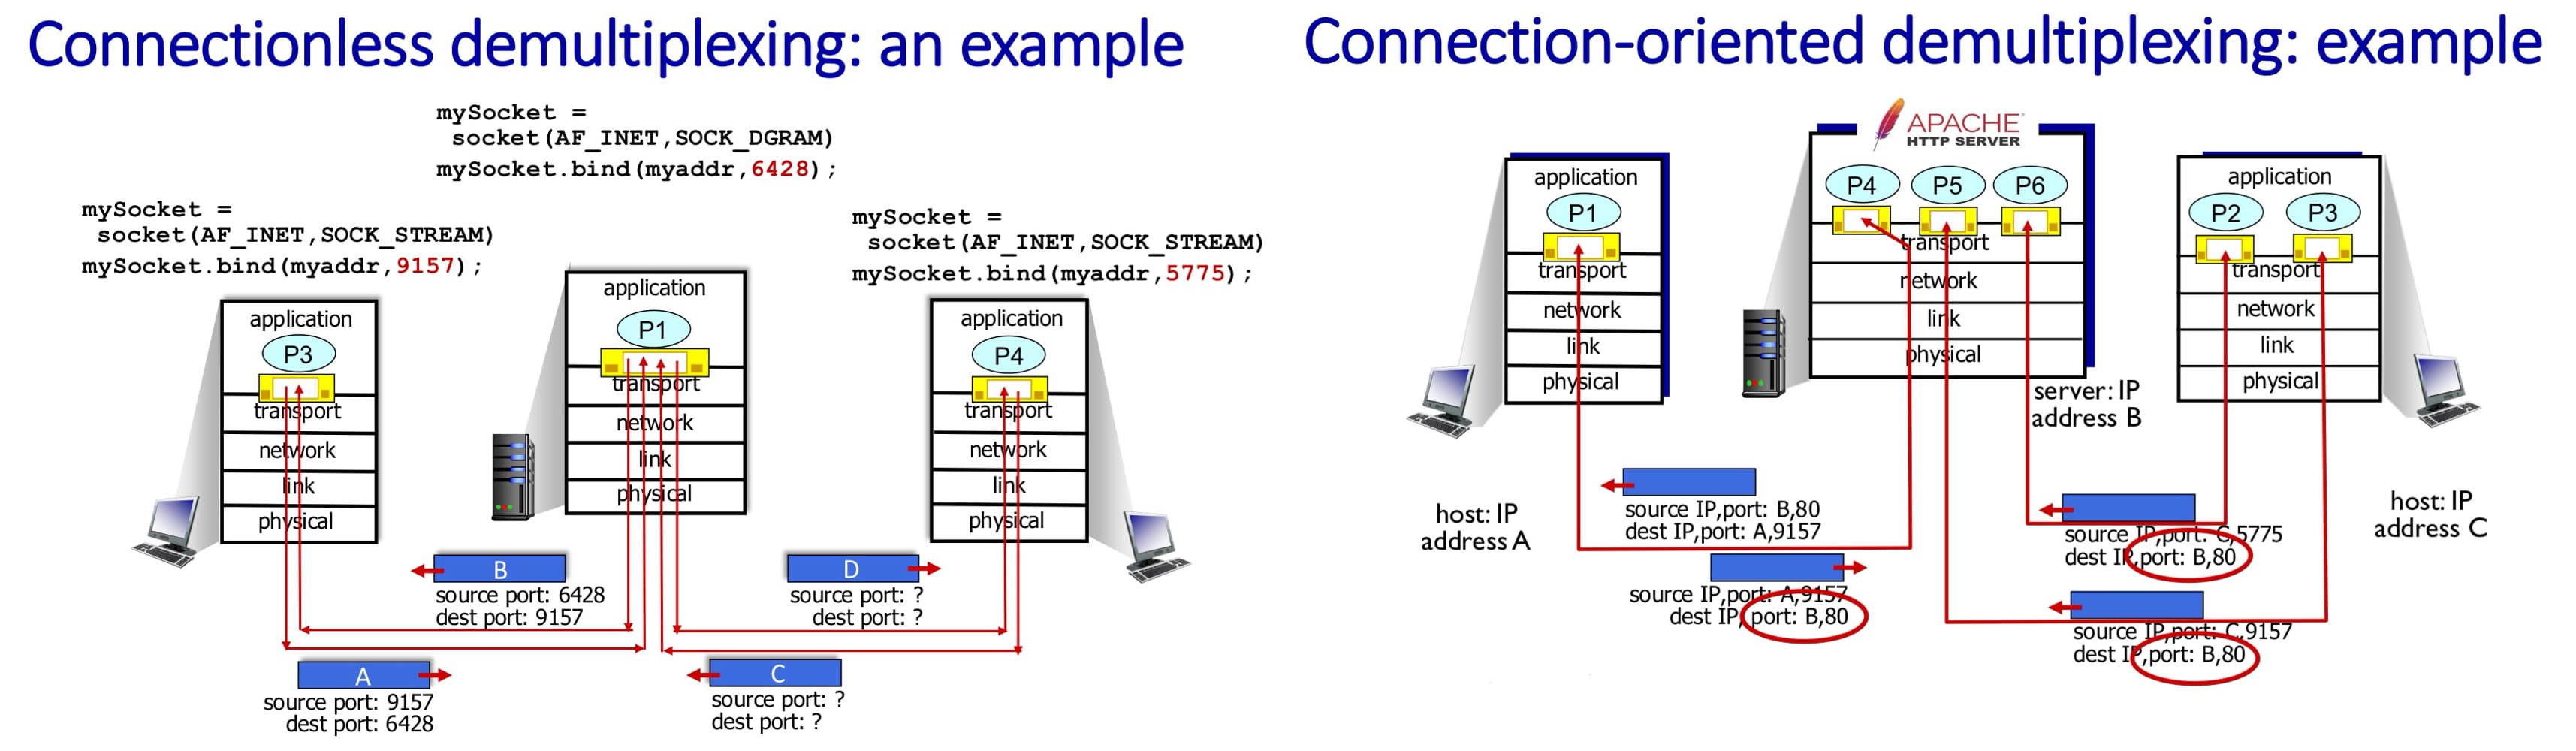 Connectionless demultiplexing: an example
mySocket =
socket(AF_INET,SOCK_DGRAM)
mySocket.bind(myaddr,6428);
mySocket =
socket(AF_INET,SOCK_STREAM)
mySocket.bind(myaddr,9157);
mySocket =
socket(AF_INET,SOCK_STREAM)
mySocket.bind(myaddr,5775);
application
P3
transport
network
link
physical
application
P1
transport
network
link
physical
application
P4
transport
network
link
physical
B
source port: 6428
dest port: 9157
D
source port: ?
dest port: ?
A
source port: 9157
dest port: 6428
C
source port: ?
dest port: ?
Connection-oriented demultiplexing: example
APACHE
HTTP SERVER
application
P1
transport
network
link
physical
P4
P5
P6
transport
network
link
physical
application
P2
P3
transport
network
link
physical
server: IP
address B
host: IP
address A
host: IP
address C
source IP,port: B,80
dest IP,port: A,9157
source IP,port: A,9157
dest IP, port: B,80
source IP,port: C,5775
dest IP,port: B,80
source IP,port: C,9157
dest IP,port: B,80